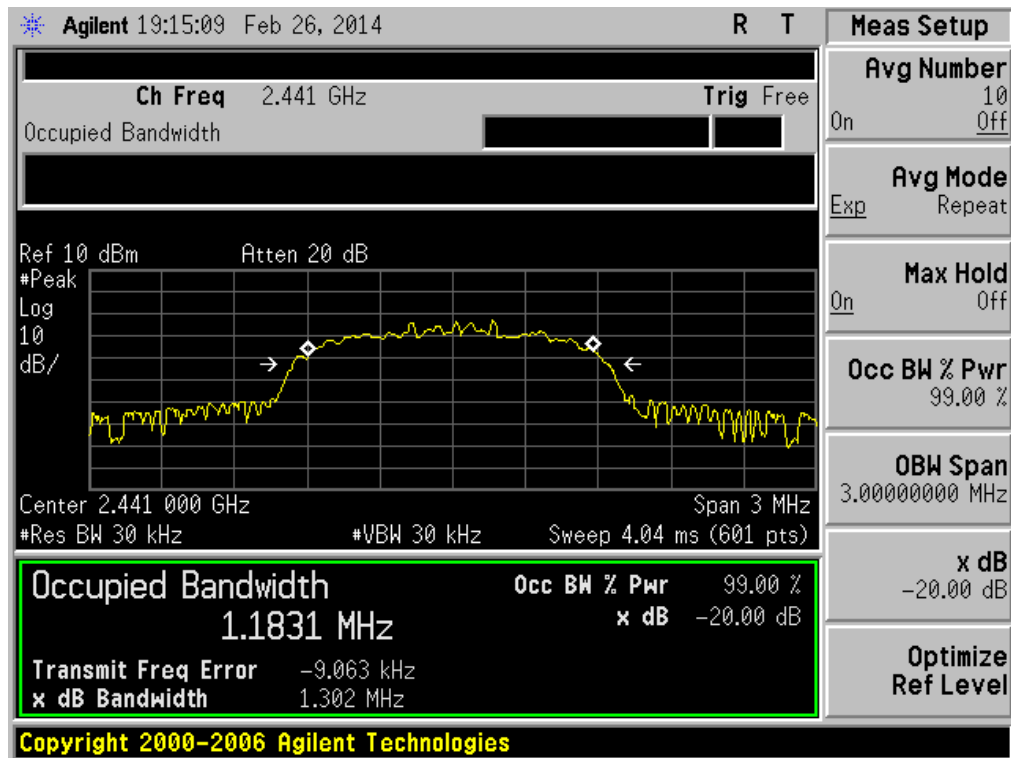 Agilent 19:15:09 Feb 26, 2014 R T
Ch Freq 2.441 GHz Trig Free
Occupied Bandwidth
Ref 10 dBm Atten 20 dB
#Peak
Log
10
dB/
Center 2.441 000 GHz Span 3 MHz
#Res BW 30 kHz #VBW 30 kHz Sweep 4.04 ms (601 pts)
Occupied Bandwidth Occ BW % Pwr 99.00 %
1.1831 MHz x dB -20.00 dB
Transmit Freq Error -9.063 kHz
x dB Bandwidth 1.302 MHz
Copyright 2000-2006 Agilent Technologies
Meas Setup
Avg Number
10
On Off
Avg Mode
Exp Repeat
Max Hold
On Off
Occ BW % Pwr
99.00 %
OBW Span
3.00000000 MHz
x dB
-20.00 dB
Optimize
Ref Level